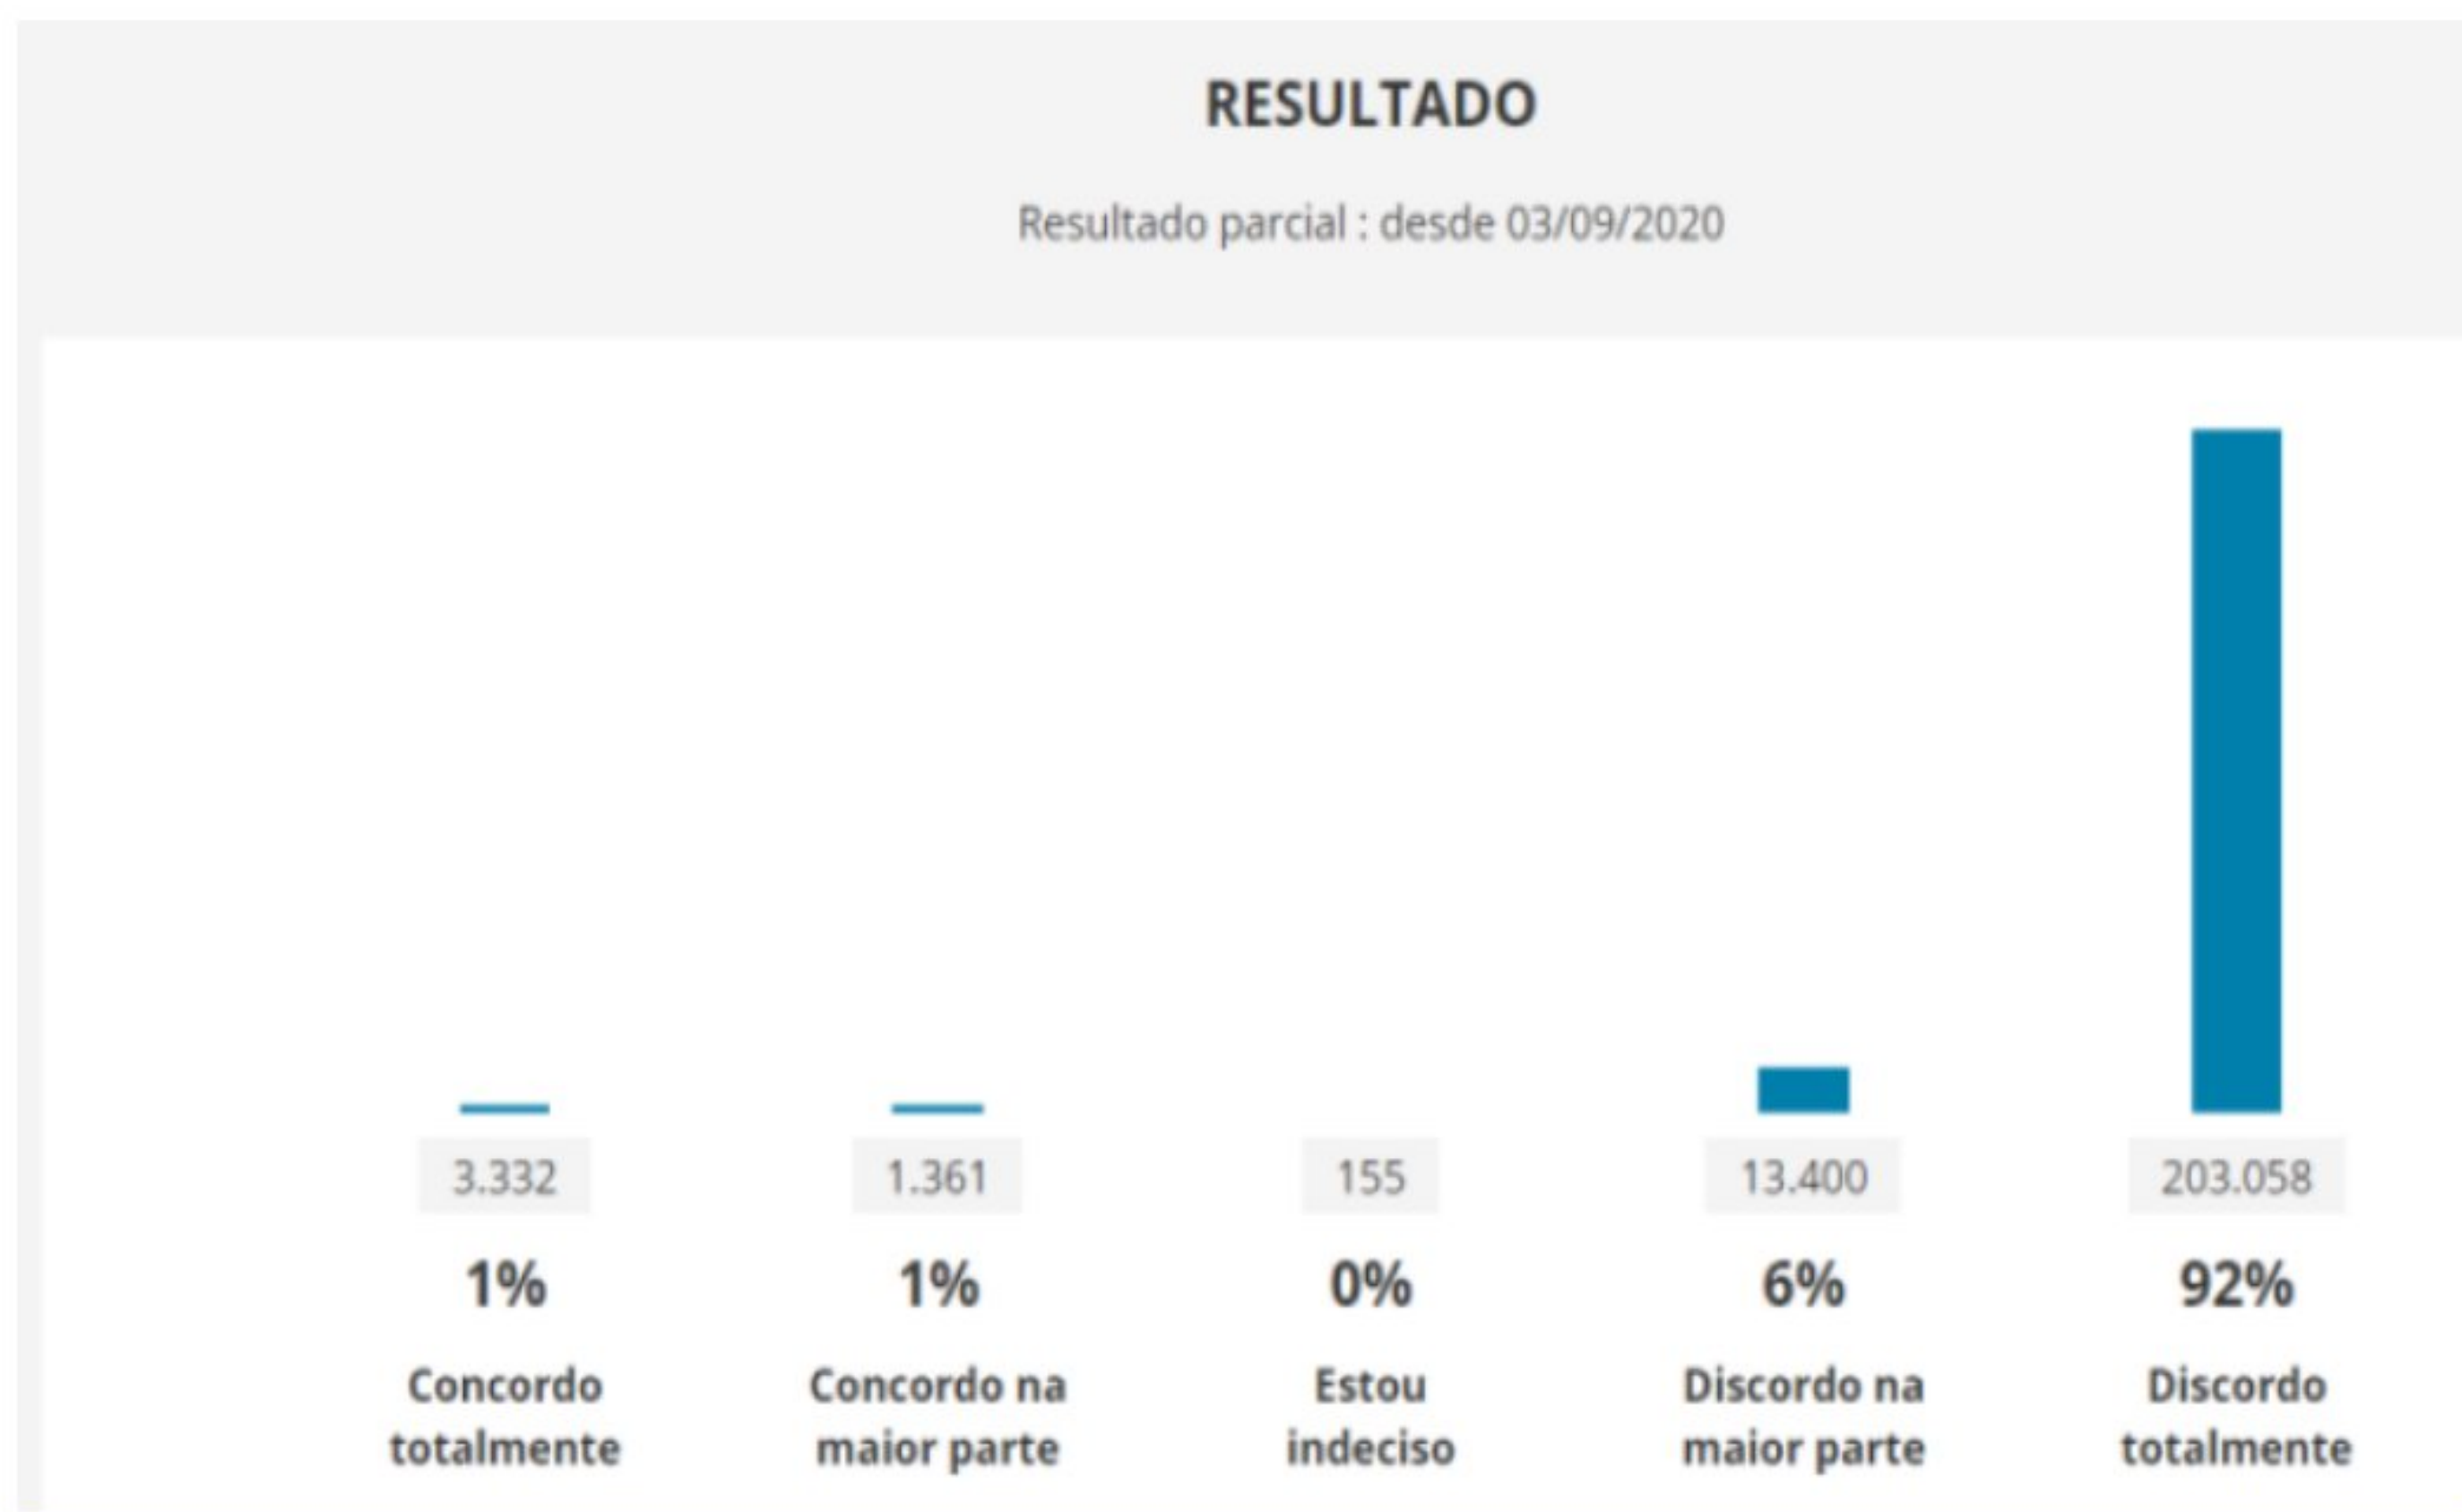 RESULTADO
Resultado parcial : desde 03/09/2020
3.332 1.361 155 13.400 203.058
1% 1% 0% 6% 92%
Concordo totalmente
Concordo na maior parte
Estou indeciso
Discordo na maior parte
Discordo totalmente